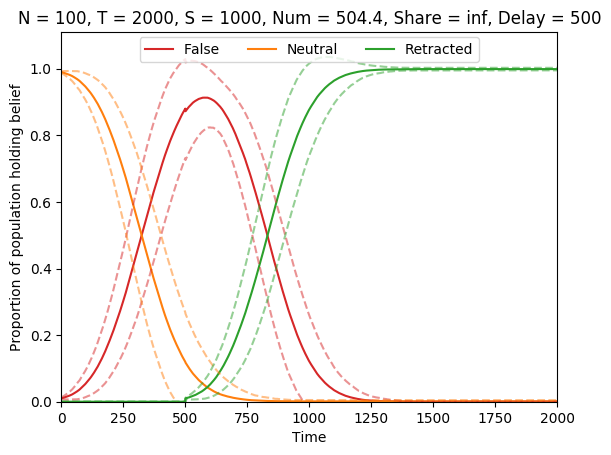 N = 100, T = 2000, S = 1000, Num = 504.4, Share = inf, Delay = 500
False Neutral Retracted
1.0
0.8
0.6
0.4
0.2
0.0
Proportion of population holding belief
0 250 500 750 1000 1250 1500 1750 2000
Time